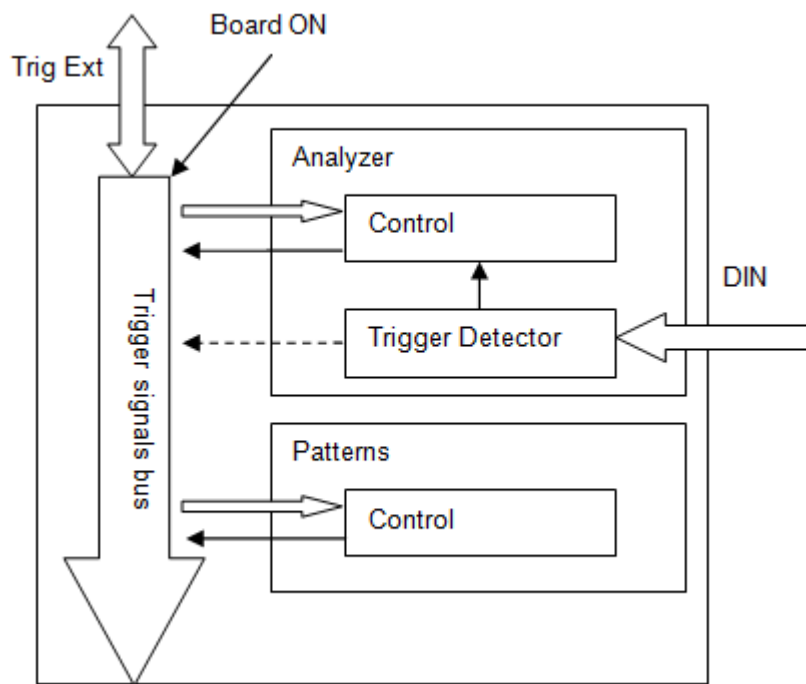 Board ON
Trig Ext
Analyzer
Control
DIN
Trigger Detector
Trigger signals bus
Patterns
Control